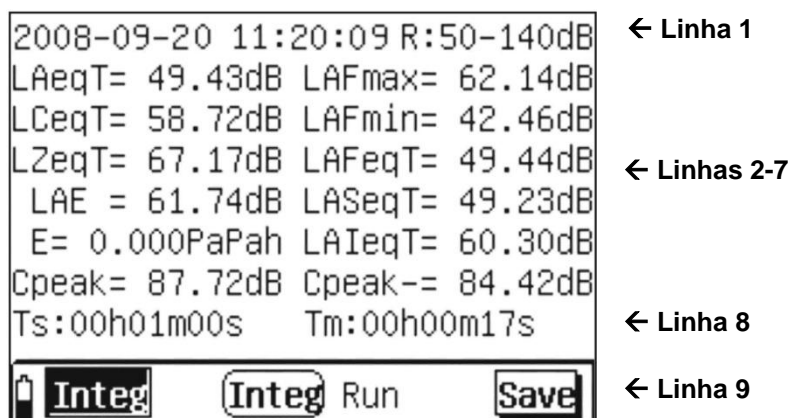 2008-09-20 11:20:09 R:50-140dB ← Linha 1
LAeqT= 49.43dB LAFmax= 62.14dB
LCeqT= 58.72dB LAFmin= 42.46dB
LZeqT= 67.17dB LAFeqT= 49.44dB ← Linhas 2-7
LAE = 61.74dB LASeqT= 49.23dB
E= 0.000PaPah LAIeqT= 60.30dB
Cpeak= 87.72dB Cpeak-= 84.42dB
Ts:00h01m00s Tm:00h00m17s ← Linha 8
Integ Integ Run Save ← Linha 9